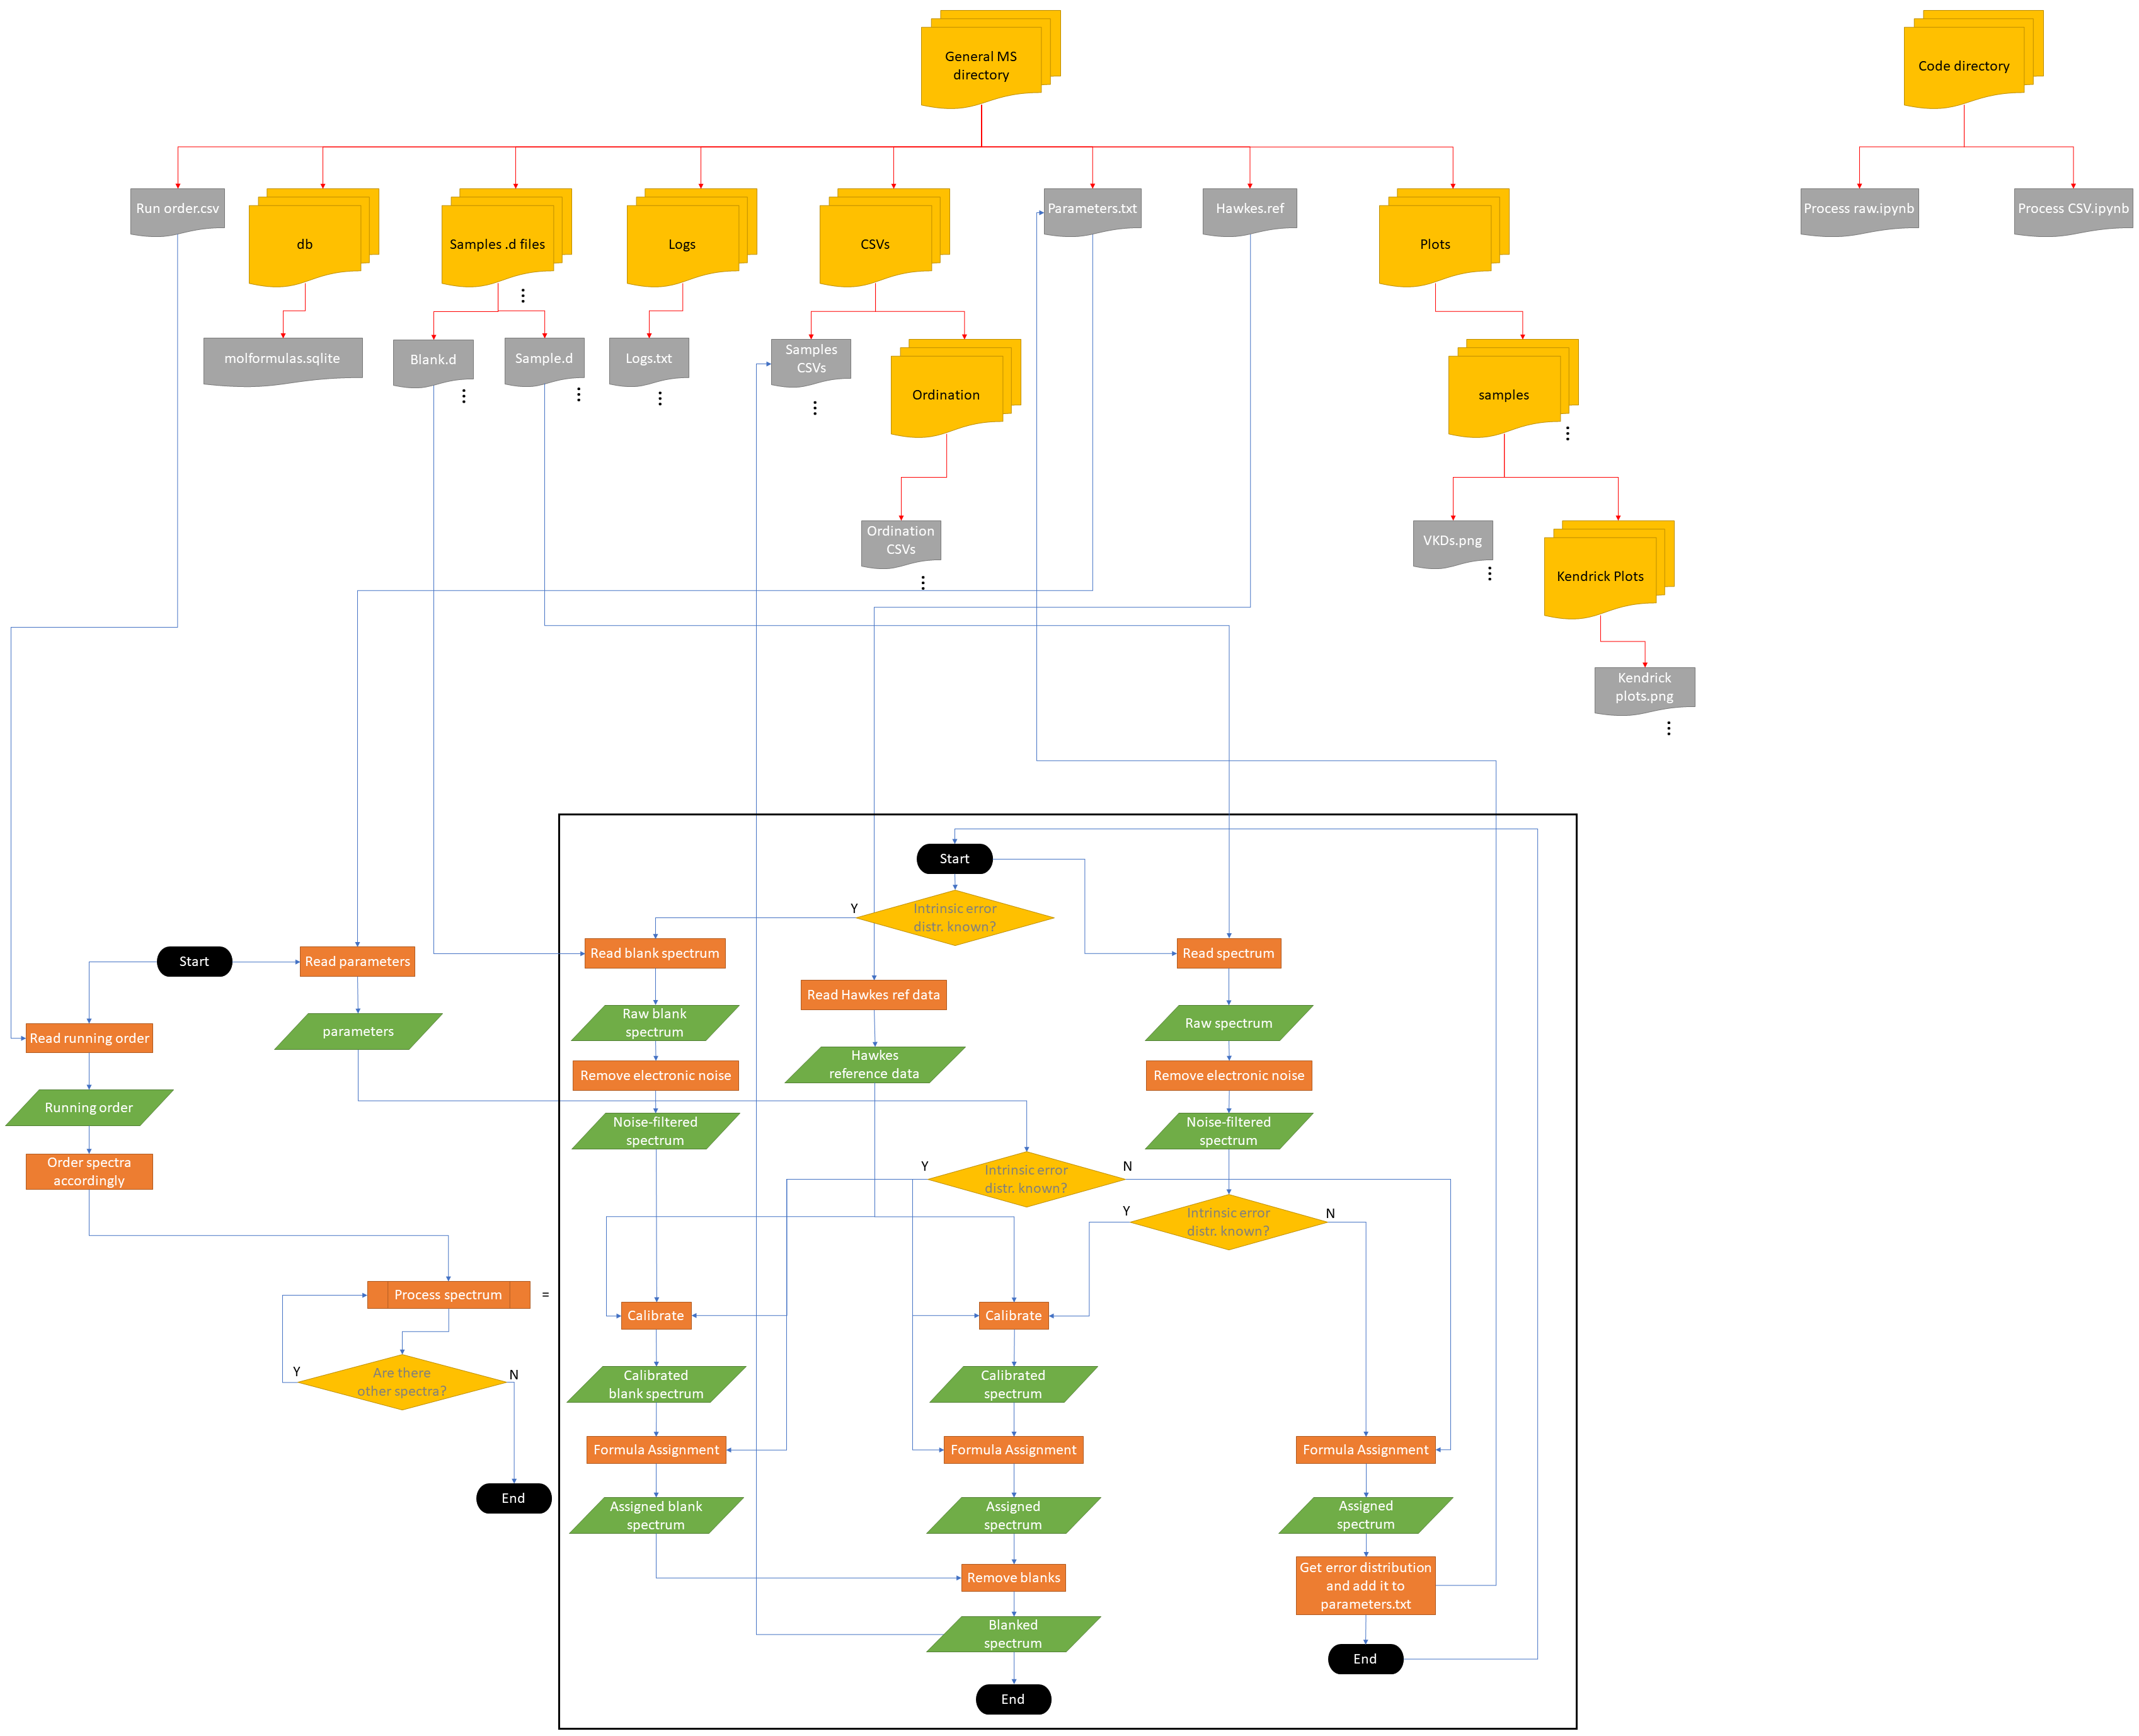 General MS
directory
Code directory
Run order.csv
db
Samples .d files
Logs
CSVs
Parameters.txt
Hawkes.ref
Plots
Process raw.ipynb
Process CSV.ipynb
molformulas.sqlite
Blank.d
Sample.d
Logs.txt
Samples
CSVs
Ordination
samples
Ordination
CSVs
VKDs.png
Kendrick Plots
Kendrick
plots.png
Start
Y
Intrinsic error
distr. known?
Start
Read parameters
Read blank spectrum
Read spectrum
Read Hawkes ref data
Read running order
parameters
Raw blank
spectrum
Raw spectrum
Hawkes
reference data
Remove electronic noise
Remove electronic noise
Running order
Noise-filtered
spectrum
Noise-filtered
spectrum
Order spectra
accordingly
Y
Intrinsic error
distr. known?
N
Y
Intrinsic error
distr. known?
N
Process spectrum
=
Calibrate
Calibrate
Y
Are there
other spectra?
N
Calibrated
blank spectrum
Calibrated
spectrum
Formula Assignment
Formula Assignment
Formula Assignment
End
Assigned blank
spectrum
Assigned
spectrum
Assigned
spectrum
Remove blanks
Get error distribution
and add it to
parameters.txt
Blanked
spectrum
End
End